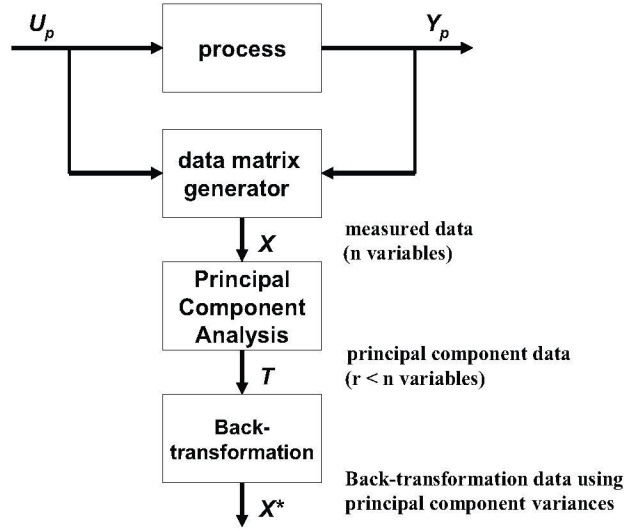 Up
Yp
process
data matrix
generator
X
measured data
(n variables)
Principal
Component
Analysis
T
principal component data
(r < n variables)
Back-
transformation
X*
Back-transformation data using
principal component variances